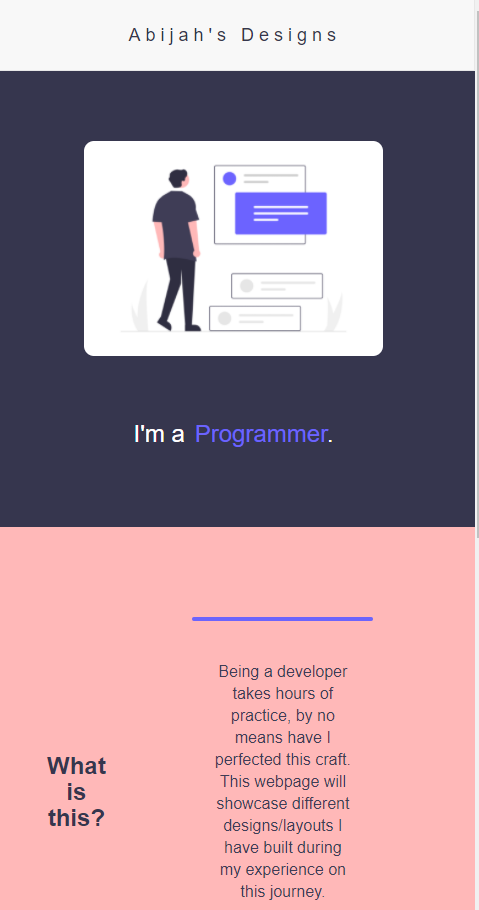 Abijah's Designs
I'm a Programmer.
What
is
this?
Being a developer
takes hours of
practice, by no
means have I
perfected this craft.
This webpage will
showcase different
designs/layouts I
have built during
my experience on
this journey.